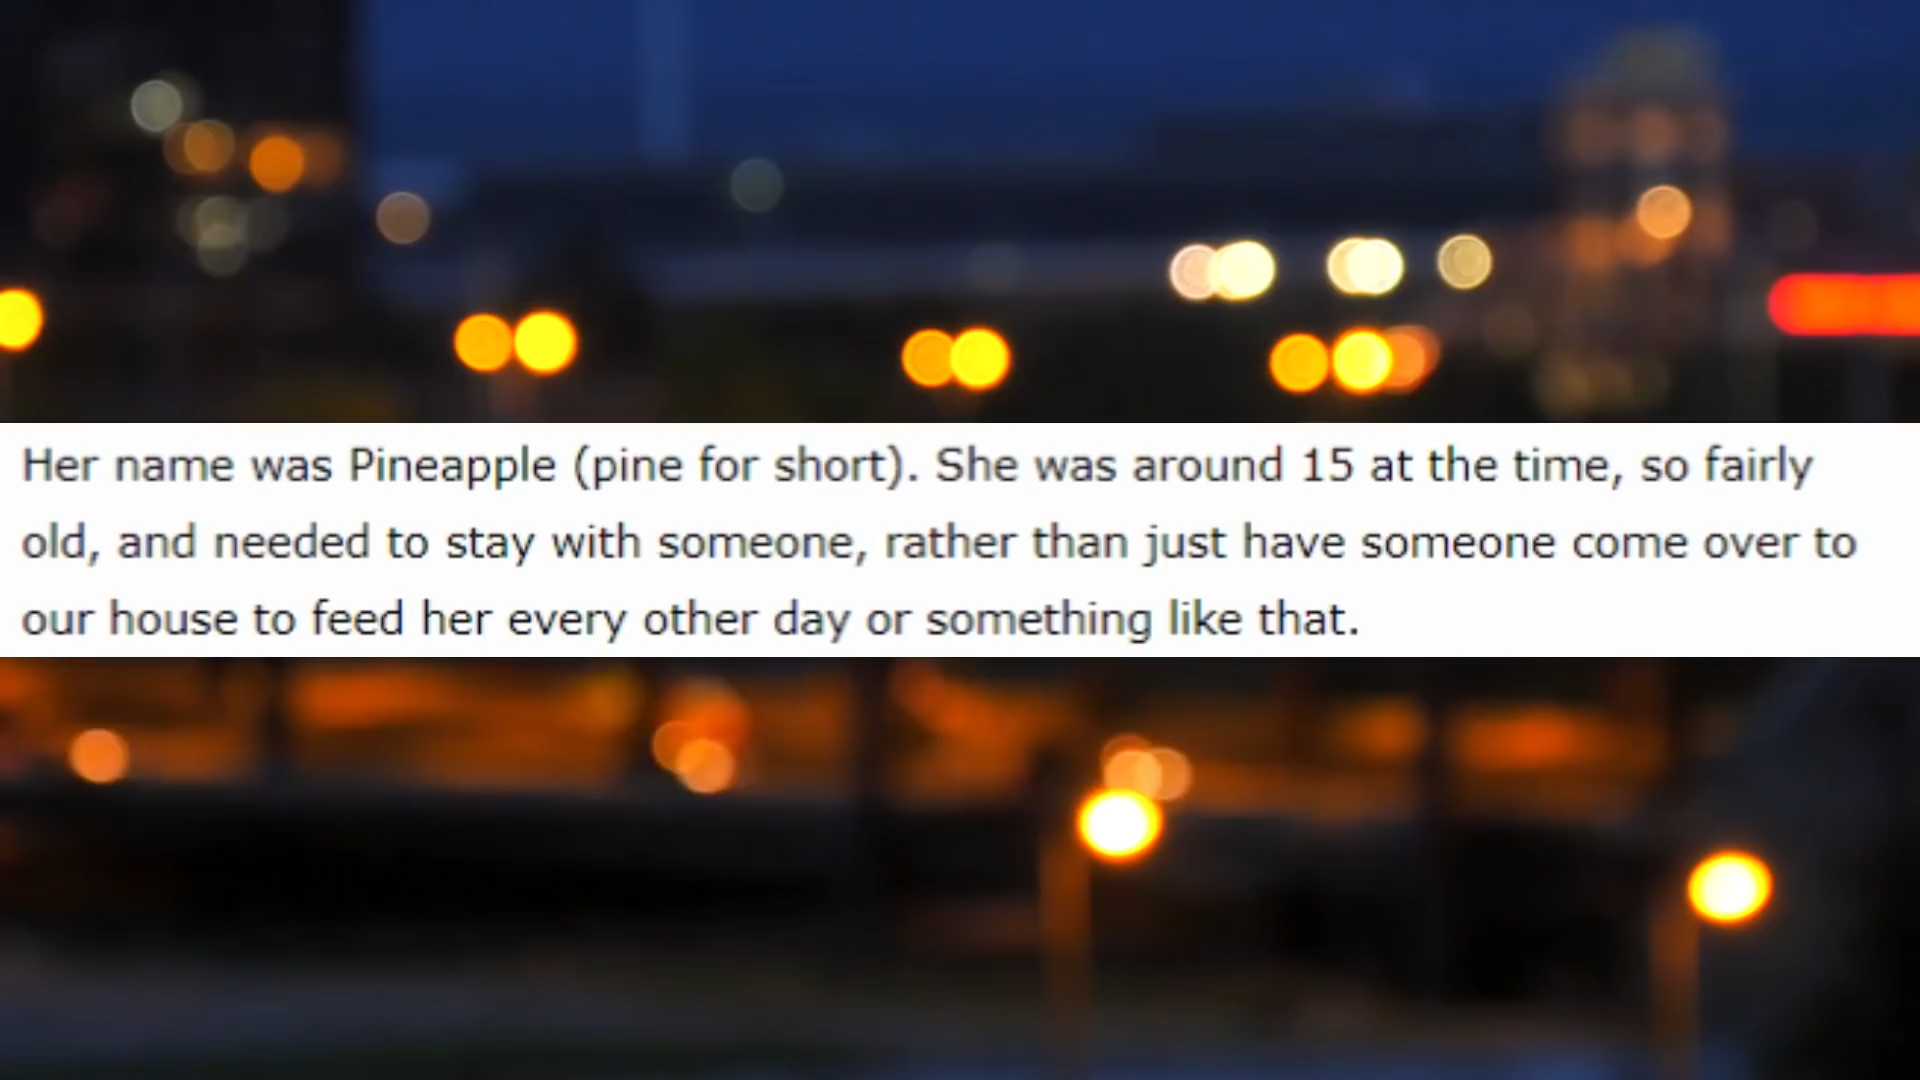 Her name was Pineapple (pine for short). She was around 15 at the time, so fairly
old, and needed to stay with someone, rather than just have someone come over to
our house to feed her every other day or something like that.